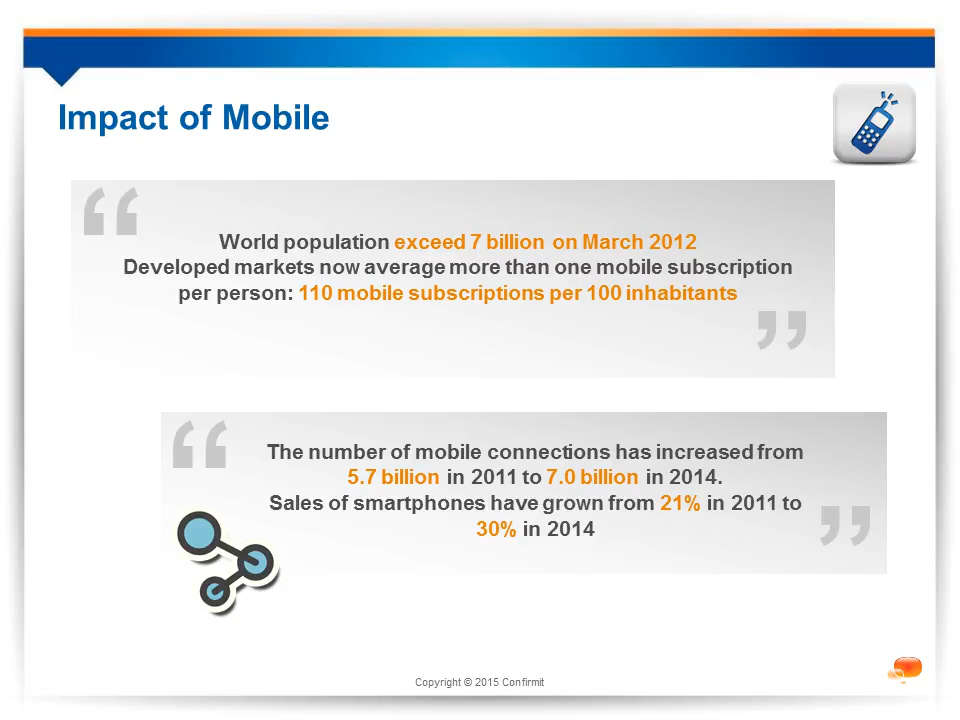 Impact of Mobile
World population exceed 7 billion on March 2012
Developed markets now average more than one mobile subscription
per person: 110 mobile subscriptions per 100 inhabitants
The number of mobile connections has increased from
5.7 billion in 2011 to 7.0 billion in 2014.
Sales of smartphones have grown from 21% in 2011 to
30% in 2014
Copyright © 2015 Confirmit